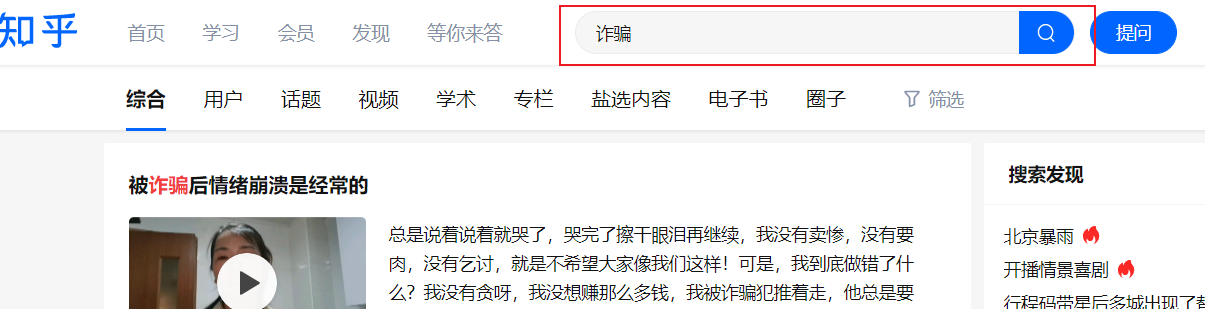 知乎 首页 学习 会员 发现 等你来答 诈骗 提问
综合 用户 话题 视频 学术 专栏 盐选内容 电子书 圈子 筛选
被诈骗后情绪崩溃是经常的
总是说着说着就哭了，哭完了擦干眼泪再继续，我没有卖惨，没有要
肉，没有乞讨，就是不希望大家像我们这样！可是，我到底做错了什
么？我没有贪呀，我没想赚那么多钱，我被诈骗犯推着走，他总是要
搜索发现
北京暴雨
开播情景喜剧
行程码带星后多城出现了